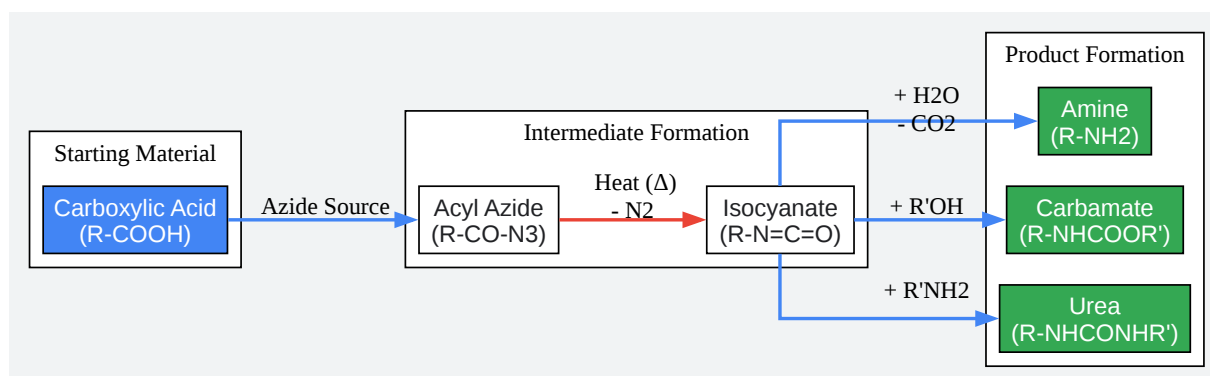 Starting Material
Carboxylic Acid
(R-COOH)
Azide Source
Intermediate Formation
Acyl Azide
(R-CO-N3)
Heat (Δ)
- N2
Isocyanate
(R-N=C=O)
+ H2O
- CO2
+ R'OH
+ R'NH2
Product Formation
Amine
(R-NH2)
Carbamate
(R-NHCOOR')
Urea
(R-NHCONHR')